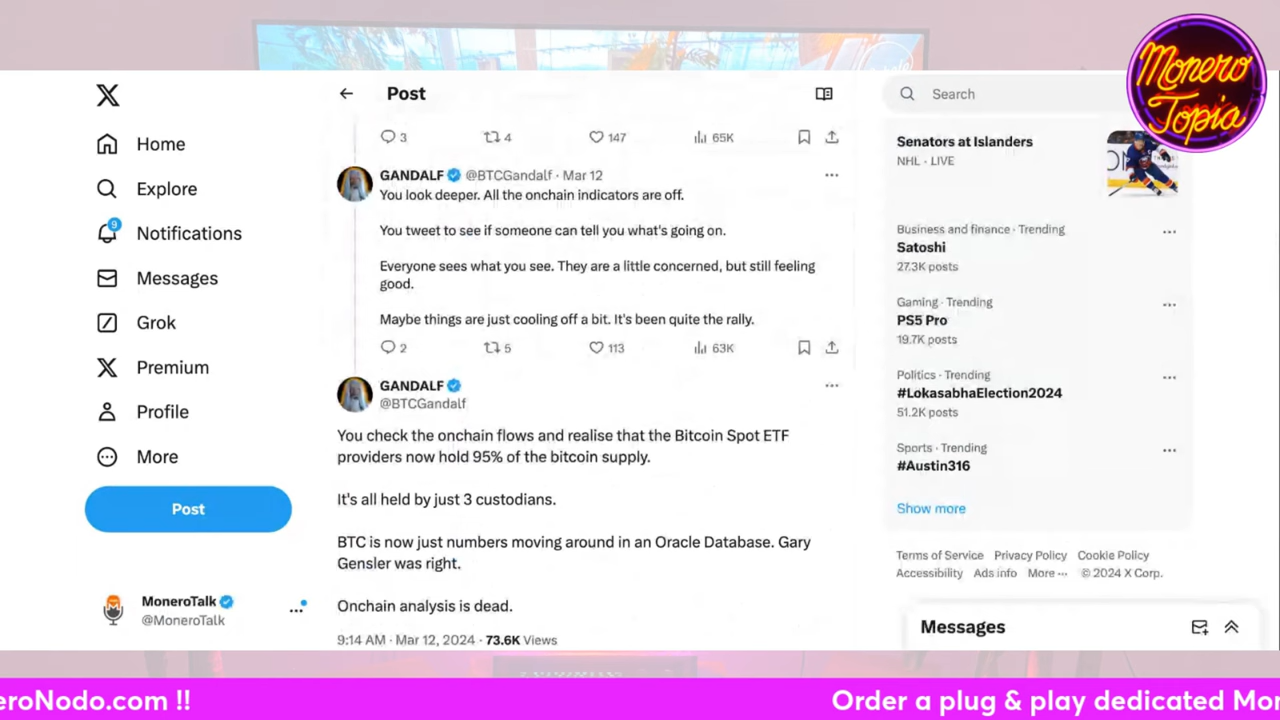 Monero
Topia
Post
Search
Home
Explore
9
Notifications
Messages
Grok
Premium
Profile
More
Post
MoneroTalk
@MoneroTalk
...
3 4 147 65K
GANDALF @BTCGandalf · Mar 12 ...
You look deeper. All the onchain indicators are off.
You tweet to see if someone can tell you what's going on.
Everyone sees what you see. They are a little concerned, but still feeling
good.
Maybe things are just cooling off a bit. It's been quite the rally.
2 5 113 63K
GANDALF ...
@BTCGandalf
You check the onchain flows and realise that the Bitcoin Spot ETF
providers now hold 95% of the bitcoin supply.
It's all held by just 3 custodians.
BTC is now just numbers moving around in an Oracle Database. Gary
Gensler was right.
Onchain analysis is dead.
9:14 AM · Mar 12, 2024 · 73.6K Views
Senators at Islanders
NHL · LIVE
Business and finance · Trending ...
Satoshi
27.3K posts
Gaming · Trending ...
PS5 Pro
19.7K posts
Politics · Trending ...
#LokasabhaElection2024
51.2K posts
Sports · Trending ...
#Austin316
Show more
Terms of Service Privacy Policy Cookie Policy
Accessibility Ads info More ... © 2024 X Corp.
Messages
eroNodo.com !! Order a plug & play dedicated Mon